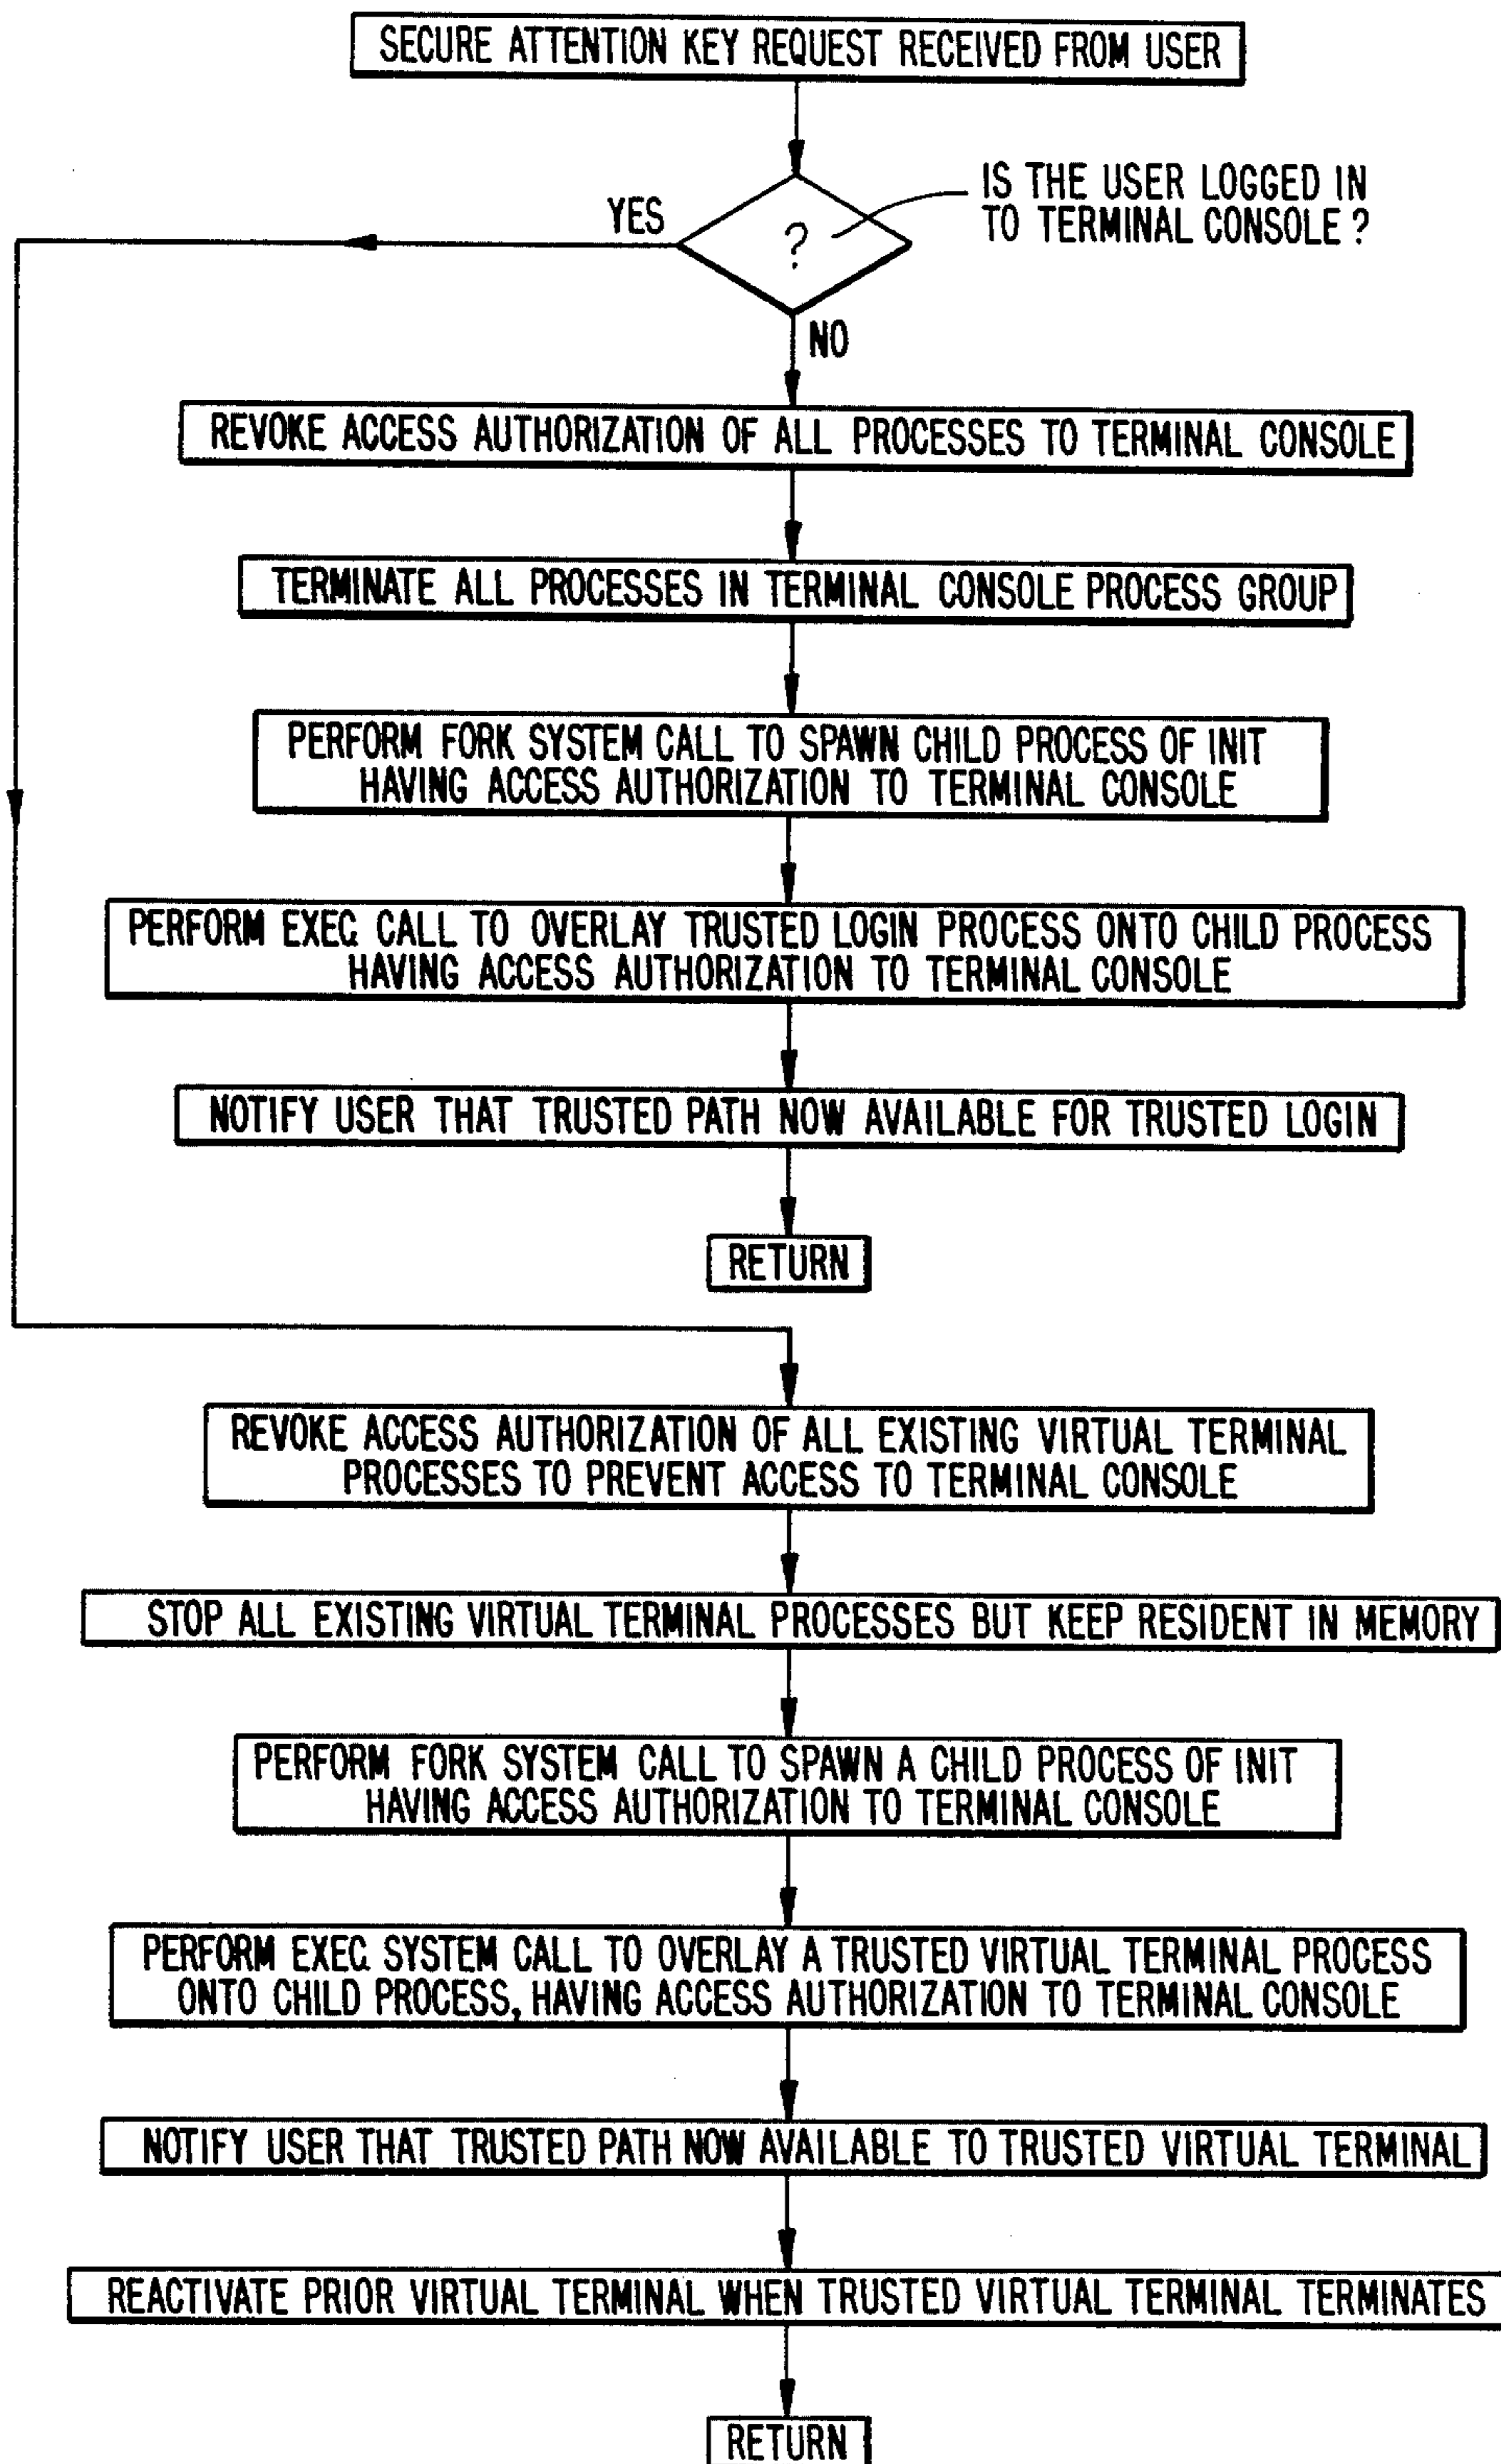 SECURE ATTENTION KEY REQUEST RECEIVED FROM USER
IS THE USER LOGGED IN
TO TERMINAL CONSOLE ?
YES
?
NO
REVOKE ACCESS AUTHORIZATION OF ALL PROCESSES TO TERMINAL CONSOLE
TERMINATE ALL PROCESSES IN TERMINAL CONSOLE PROCESS GROUP
PERFORM FORK SYSTEM CALL TO SPAWN CHILD PROCESS OF INIT
HAVING ACCESS AUTHORIZATION TO TERMINAL CONSOLE
PERFORM EXEC CALL TO OVERLAY TRUSTED LOGIN PROCESS ONTO CHILD PROCESS
HAVING ACCESS AUTHORIZATION TO TERMINAL CONSOLE
NOTIFY USER THAT TRUSTED PATH NOW AVAILABLE FOR TRUSTED LOGIN
RETURN
REVOKE ACCESS AUTHORIZATION OF ALL EXISTING VIRTUAL TERMINAL
PROCESSES TO PREVENT ACCESS TO TERMINAL CONSOLE
STOP ALL EXISTING VIRTUAL TERMINAL PROCESSES BUT KEEP RESIDENT IN MEMORY
PERFORM FORK SYSTEM CALL TO SPAWN A CHILD PROCESS OF INIT
HAVING ACCESS AUTHORIZATION TO TERMINAL CONSOLE
PERFORM EXEC SYSTEM CALL TO OVERLAY A TRUSTED VIRTUAL TERMINAL PROCESS
ONTO CHILD PROCESS, HAVING ACCESS AUTHORIZATION TO TERMINAL CONSOLE
NOTIFY USER THAT TRUSTED PATH NOW AVAILABLE TO TRUSTED VIRTUAL TERMINAL
REACTIVATE PRIOR VIRTUAL TERMINAL WHEN TRUSTED VIRTUAL TERMINAL TERMINATES
RETURN